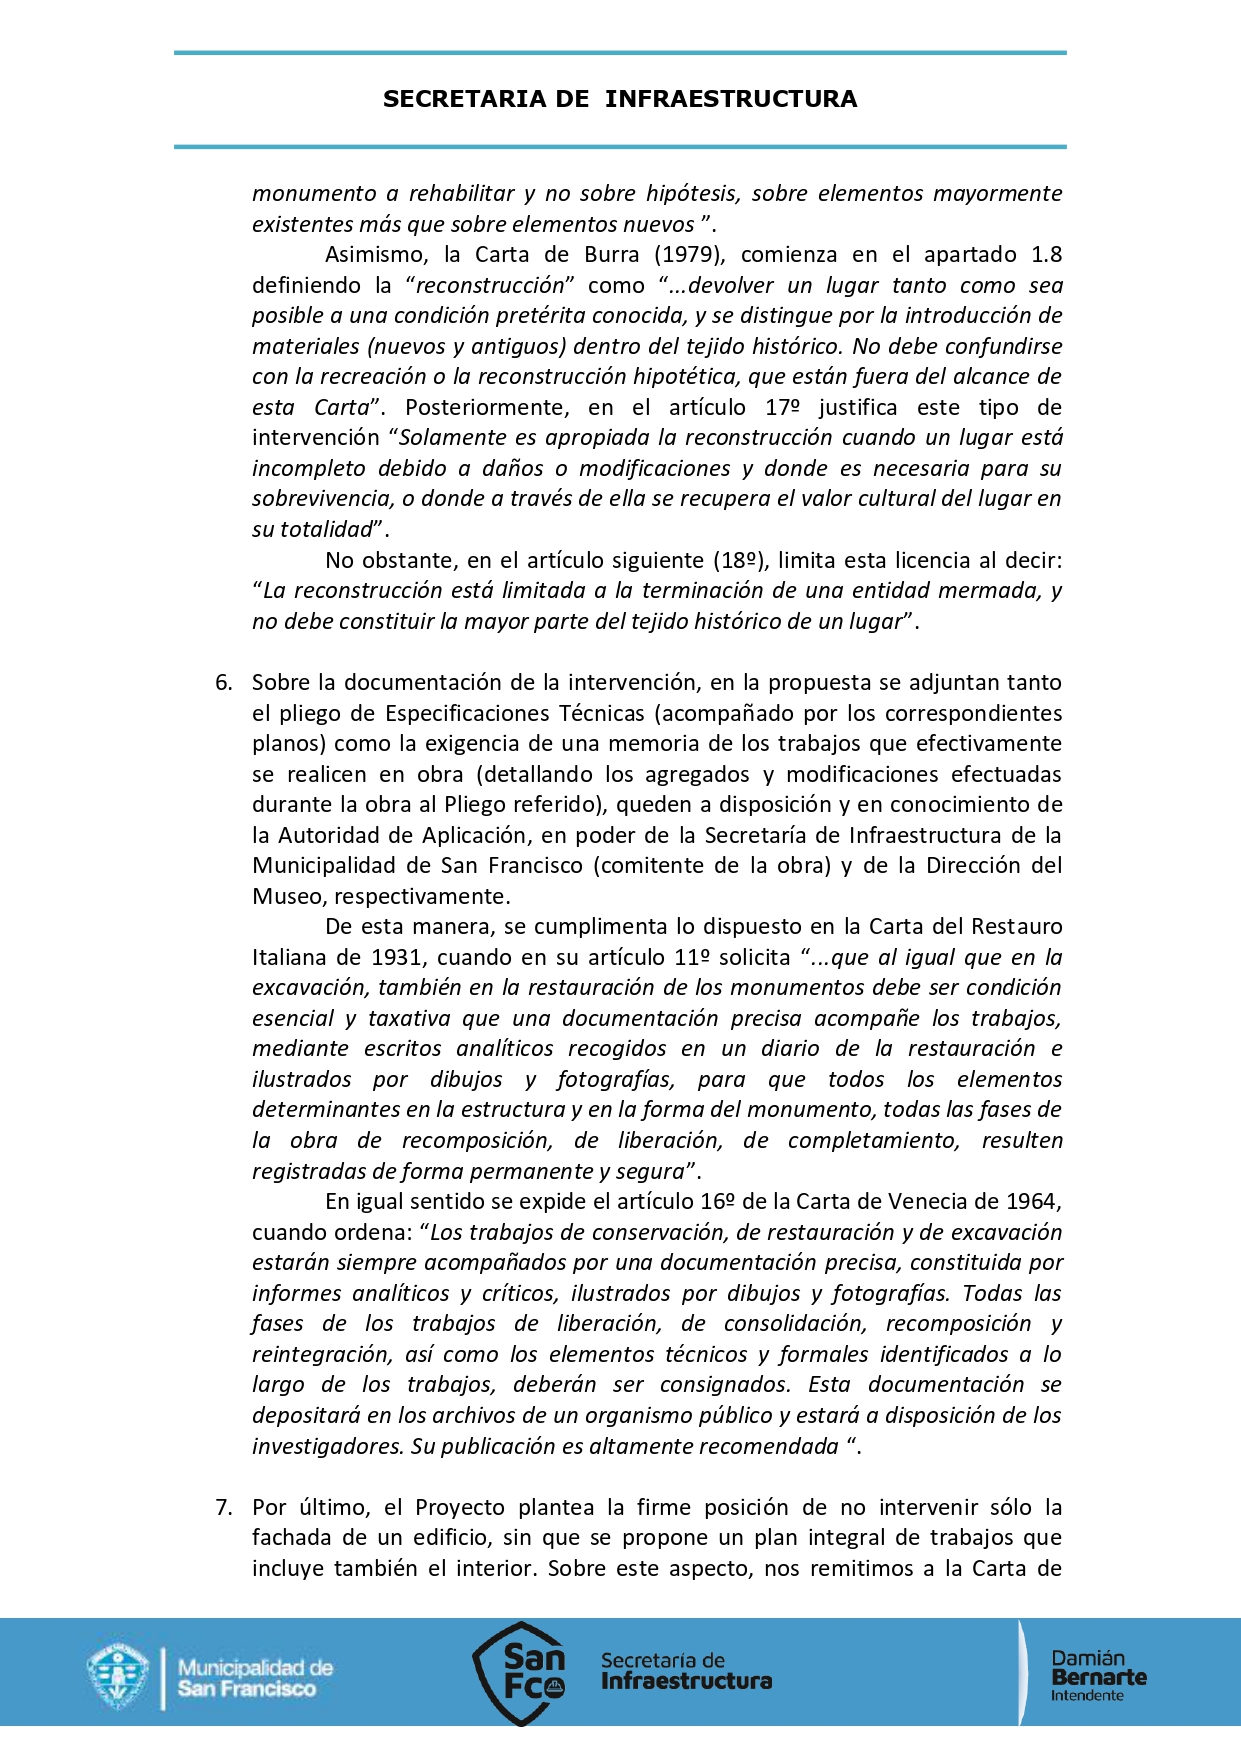 SECRETARIA DE  INFRAESTRUCTURA
monumento a rehabilitar y no sobre hipótesis, sobre elementos mayormente
existentes más que sobre elementos nuevos ”.
Asimismo, la Carta de Burra (1979), comienza en el apartado 1.8
definiendo la “reconstrucción” como “...devolver un lugar tanto como sea
posible a una condición pretérita conocida, y se distingue por la introducción de
materiales (nuevos y antiguos) dentro del tejido histórico. No debe confundirse
con la recreación o la reconstrucción hipotética, que están fuera del alcance de
esta Carta”. Posteriormente, en el artículo 17º justifica este tipo de
intervención “Solamente es apropiada la reconstrucción cuando un lugar está
incompleto debido a daños o modificaciones y donde es necesaria para su
sobrevivencia, o donde a través de ella se recupera el valor cultural del lugar en
su totalidad”.
No obstante, en el artículo siguiente (18º), limita esta licencia al decir:
“La reconstrucción está limitada a la terminación de una entidad mermada, y
no debe constituir la mayor parte del tejido histórico de un lugar”.
6. Sobre la documentación de la intervención, en la propuesta se adjuntan tanto
el pliego de Especificaciones Técnicas (acompañado por los correspondientes
planos) como la exigencia de una memoria de los trabajos que efectivamente
se realicen en obra (detallando los agregados y modificaciones efectuadas
durante la obra al Pliego referido), queden a disposición y en conocimiento de
la Autoridad de Aplicación, en poder de la Secretaría de Infraestructura de la
Municipalidad de San Francisco (comitente de la obra) y de la Dirección del
Museo, respectivamente.
De esta manera, se cumplimenta lo dispuesto en la Carta del Restauro
Italiana de 1931, cuando en su artículo 11º solicita “...que al igual que en la
excavación, también en la restauración de los monumentos debe ser condición
esencial y taxativa que una documentación precisa acompañe los trabajos,
mediante escritos analíticos recogidos en un diario de la restauración e
ilustrados por dibujos y fotografías, para que todos los elementos
determinantes en la estructura y en la forma del monumento, todas las fases de
la obra de recomposición, de liberación, de completamiento, resulten
registradas de forma permanente y segura”.
En igual sentido se expide el artículo 16º de la Carta de Venecia de 1964,
cuando ordena: “Los trabajos de conservación, de restauración y de excavación
estarán siempre acompañados por una documentación precisa, constituida por
informes analíticos y críticos, ilustrados por dibujos y fotografías. Todas las
fases de los trabajos de liberación, de consolidación, recomposición y
reintegración, así como los elementos técnicos y formales identificados a lo
largo de los trabajos, deberán ser consignados. Esta documentación se
depositará en los archivos de un organismo público y estará a disposición de los
investigadores. Su publicación es altamente recomendada “.
7. Por último, el Proyecto plantea la firme posición de no intervenir sólo la
fachada de un edificio, sin que se propone un plan integral de trabajos que
incluye también el interior. Sobre este aspecto, nos remitimos a la Carta de
Municipalidad de
San Francisco
San
Fco
Secretaría de
Infraestructura
Damián
Bernarte
Intendente